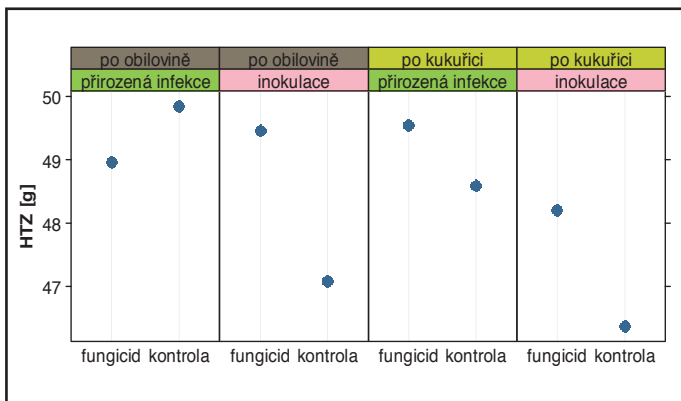 po obilovině po obilovině po kukuřici po kukuřici
přirozená infekce inokulace přirozená infekce inokulace
50
49
48
47
HTZ [g]
fungicid kontrola fungicid kontrola fungicid kontrola fungicid kontrola